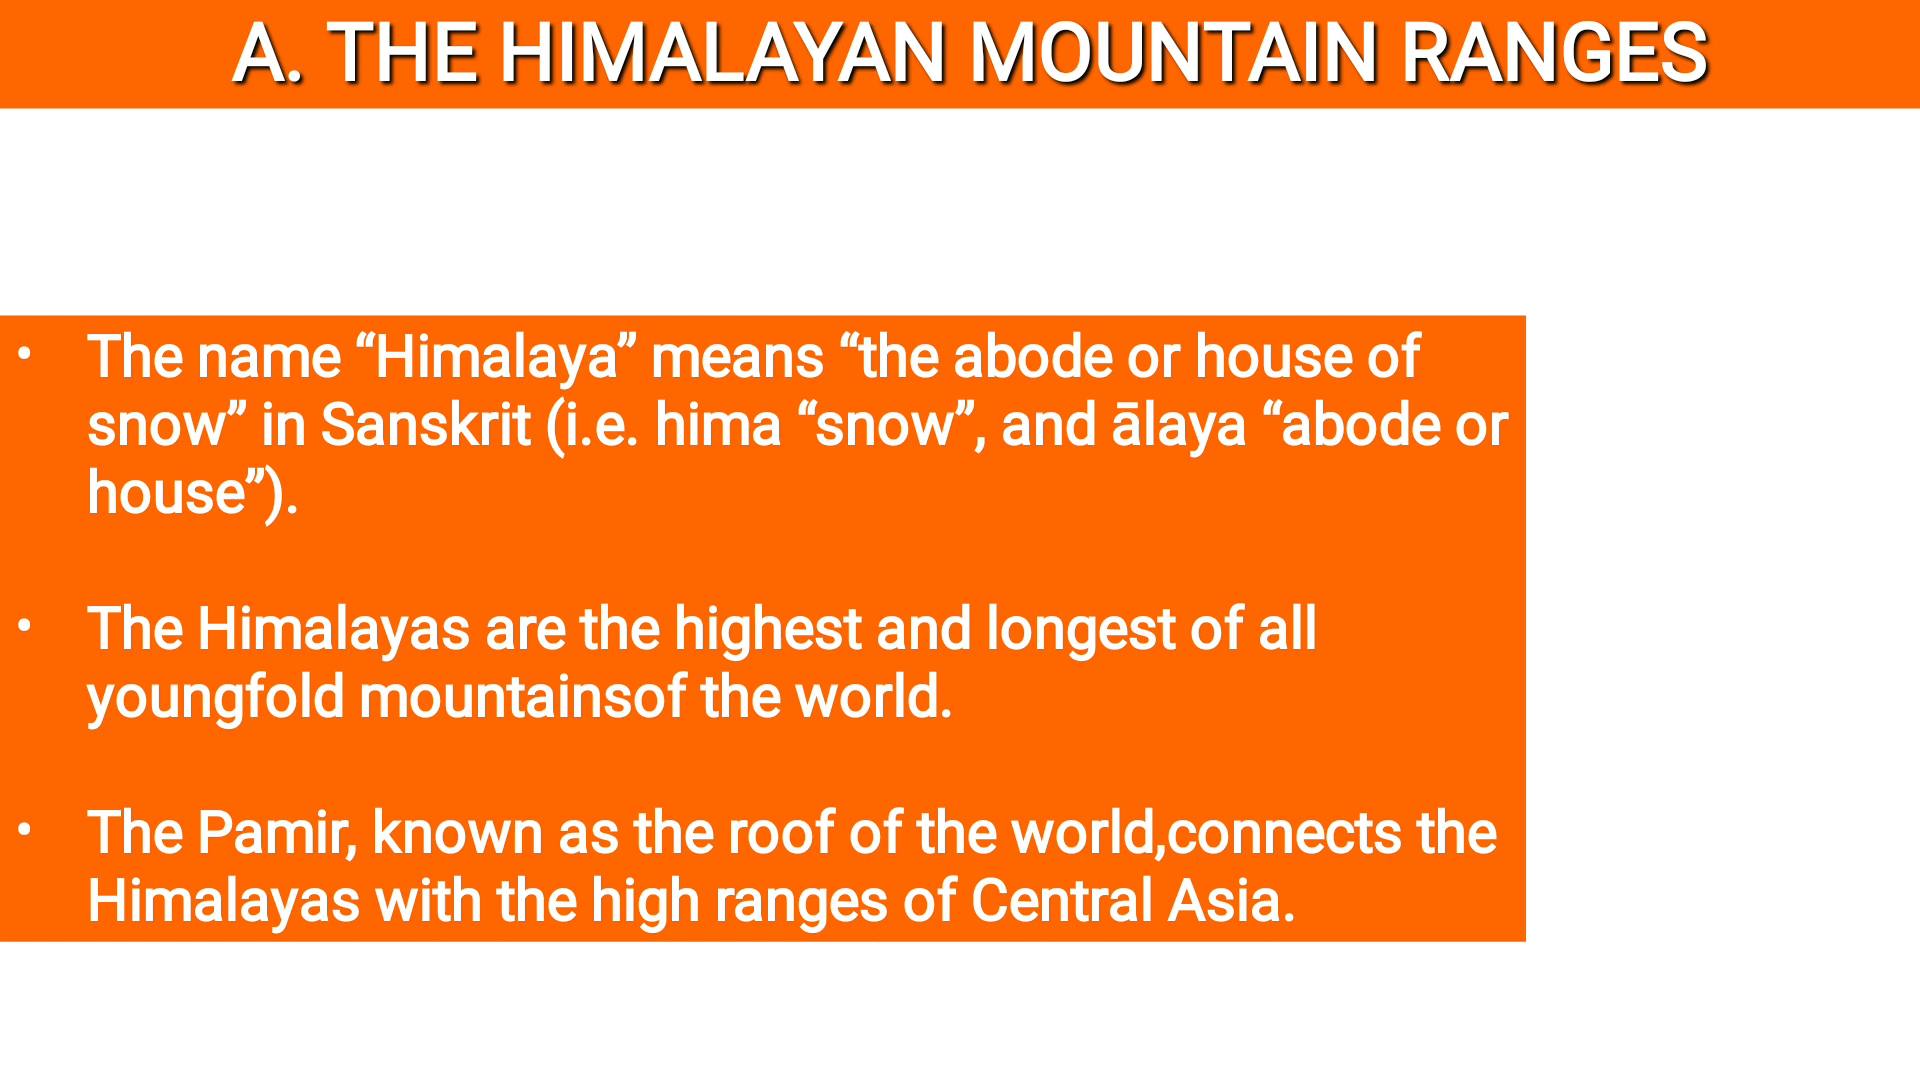 A. THE HIMALAYAN MOUNTAIN RANGES
• The name “Himalaya” means “the abode or house of
snow” in Sanskrit (i.e. hima “snow”, and ālaya “abode or
house”).
• The Himalayas are the highest and longest of all
youngfold mountainsof the world.
• The Pamir, known as the roof of the world,connects the
Himalayas with the high ranges of Central Asia.